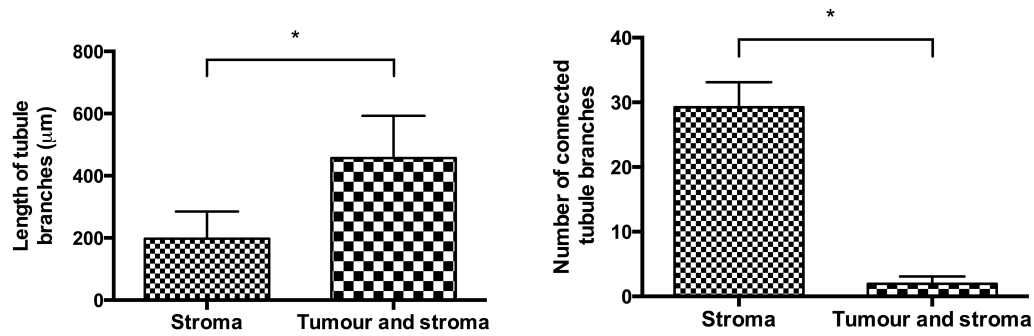 *
800
600
400
200
0
Length of tubule
branches (μm)
Stroma
Tumour and stroma
*
40
30
20
10
0
Number of connected
tubule branches
Stroma
Tumour and stroma